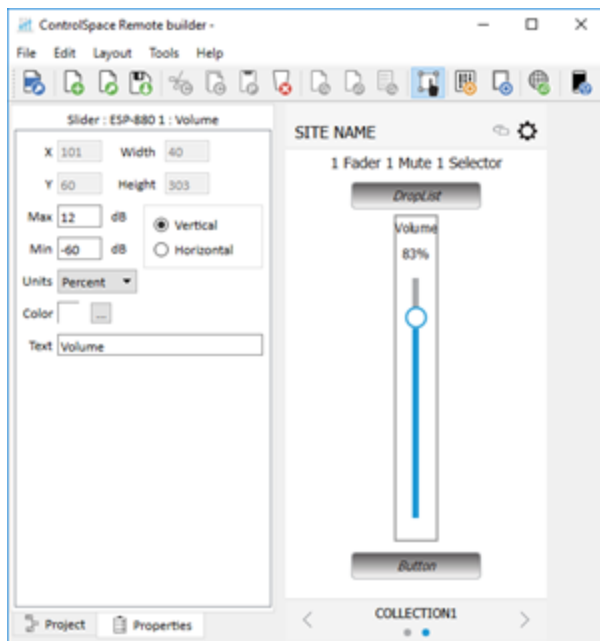 ControlSpace Remote builder -
File Edit Layout Tools Help
Slider : ESP-880 1 : Volume
X 101 Width 40
Y 60 Height 303
Max 12 dB
Vertical
Min -60 dB
Horizontal
Units Percent
Color ...
Text Volume
Project Properties
SITE NAME
1 Fader 1 Mute 1 Selector
DropList
Volume
83%
Button
< COLLECTION1 >